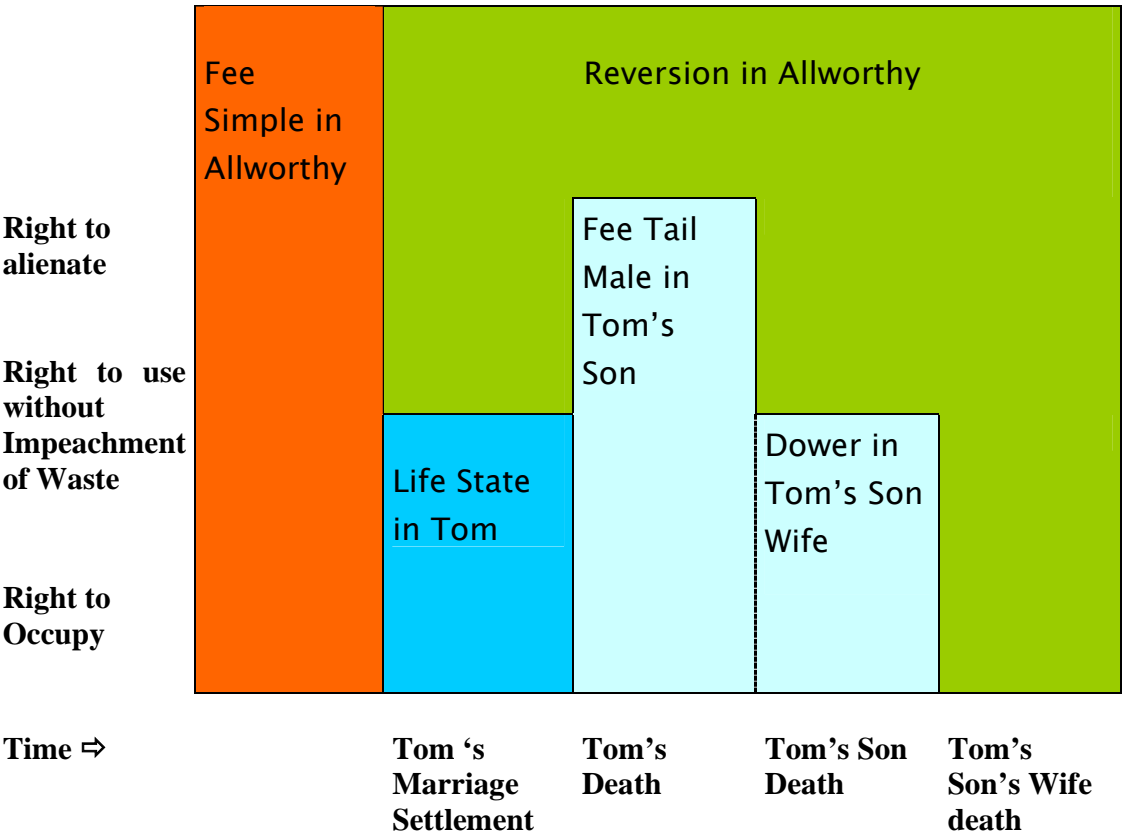 Fee
Simple in
Allworthy
Reversion in Allworthy
Right to
alienate
Fee Tail
Male in
Tom’s
Son
Right to use
without
Impeachment
of Waste
Life State
in Tom
Dower in
Tom’s Son
Wife
Right to
Occupy
Time ⇨
Tom ‘s
Marriage
Settlement
Tom’s
Death
Tom’s Son
Death
Tom’s
Son's Wife
death